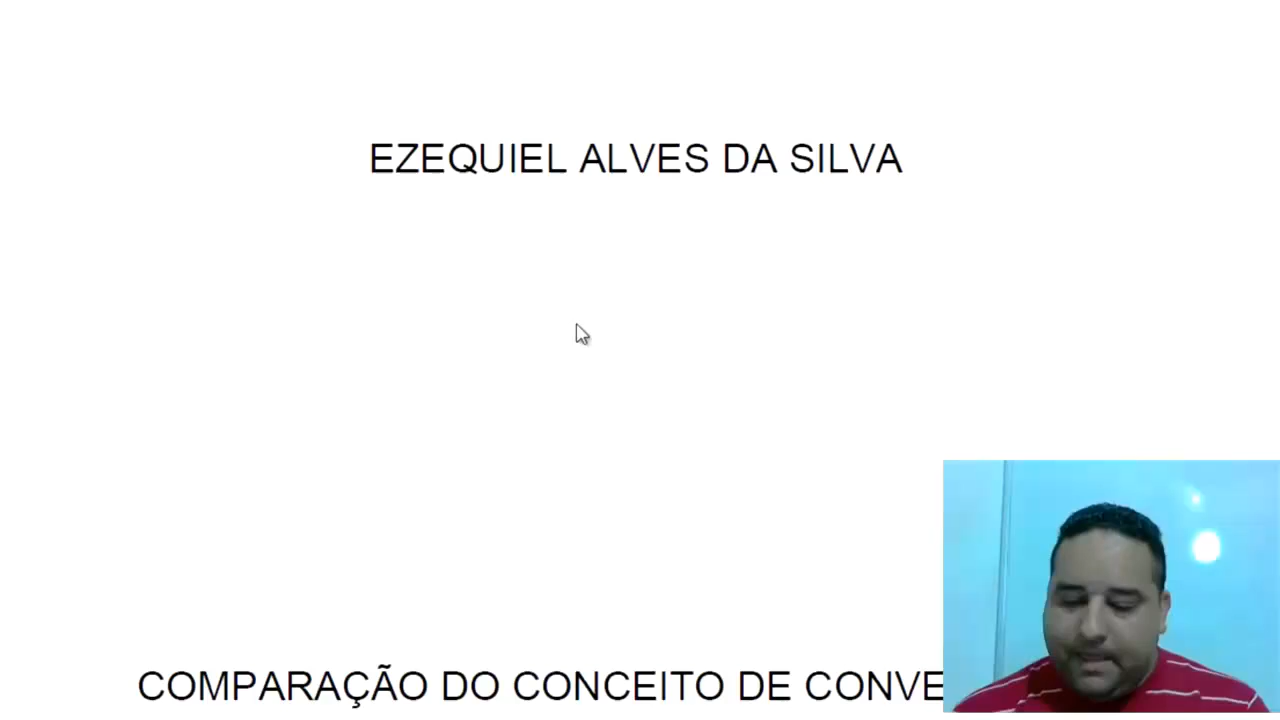 EZEQUIEL ALVES DA SILVA
COMPARAÇÃO DO CONCEITO DE CONVE